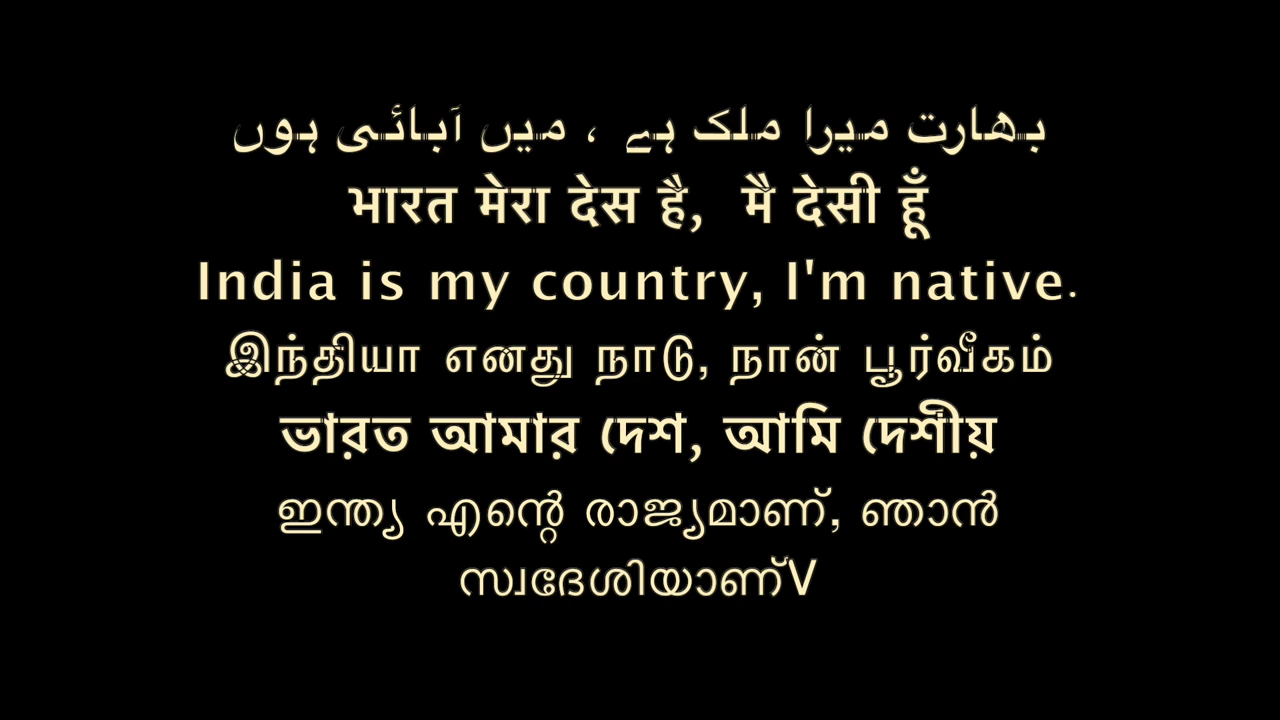 بھارت میرا ملک ہے ، میں آبائی ہوں
भारत मेरा देस है, मै देसी हूँ
India is my country, I'm native.
இந்தியா எனது நாடு, நான் பூர்வீகம்
ভারত আমার দেশ, আমি দেশীয়
ഇന്ത്യ എന്റെ രാജ്യമാണ്, ഞാൻ
സ്വദേശിയാണ്V